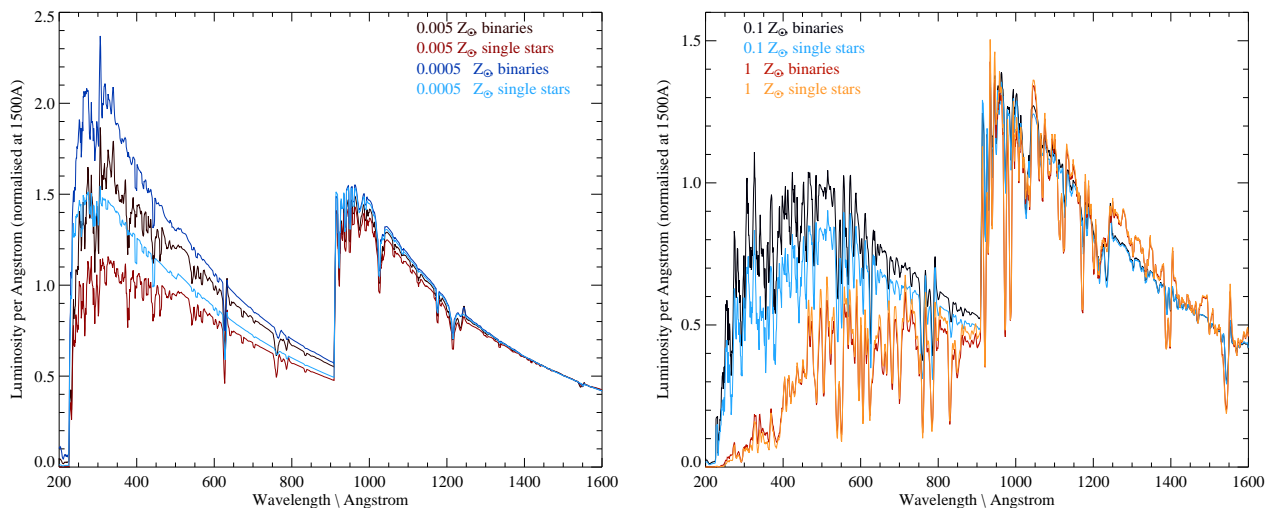 2.5
2.0
1.5
1.0
0.5
0.0
200 400 600 800 1000 1200 1400 1600
Wavelength \ Angstrom
Luminosity per Angstrom (normalised at 1500A)
0.005 Z☉ binaries
0.005 Z☉ single stars
0.0005 Z☉ binaries
0.0005 Z☉ single stars
1.5
1.0
0.5
0.0
200 400 600 800 1000 1200 1400 1600
Wavelength \ Angstrom
Luminosity per Angstrom (normalised at 1500A)
0.1 Z☉ binaries
0.1 Z☉ single stars
1 Z☉ binaries
1 Z☉ single stars